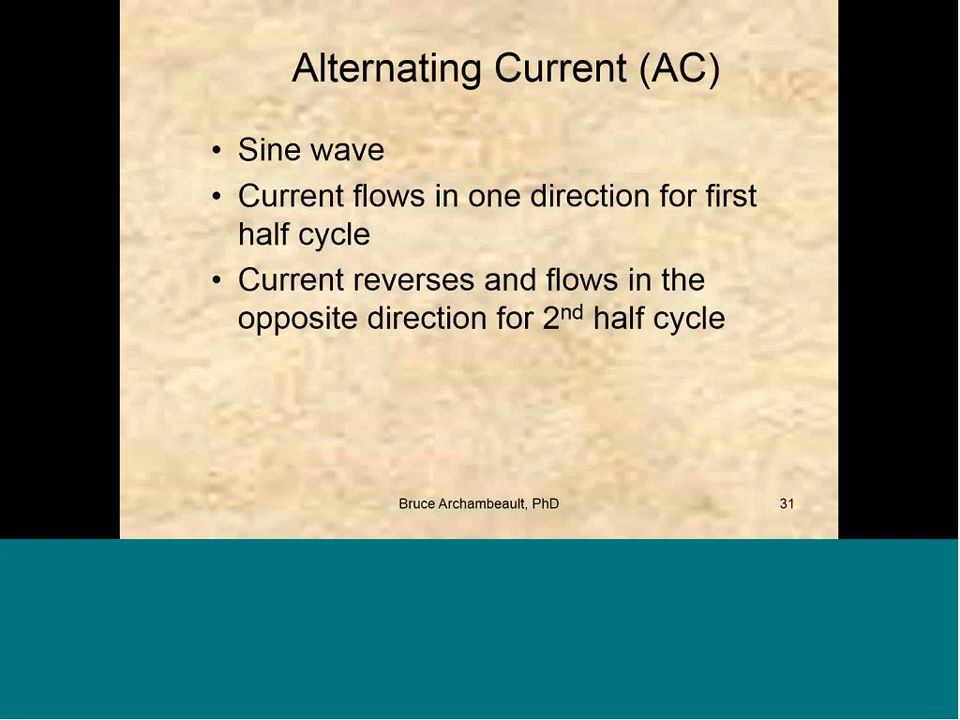 Alternating Current (AC)
• Sine wave
• Current flows in one direction for first
half cycle
• Current reverses and flows in the
opposite direction for 2nd half cycle
Bruce Archambeault, PhD
31